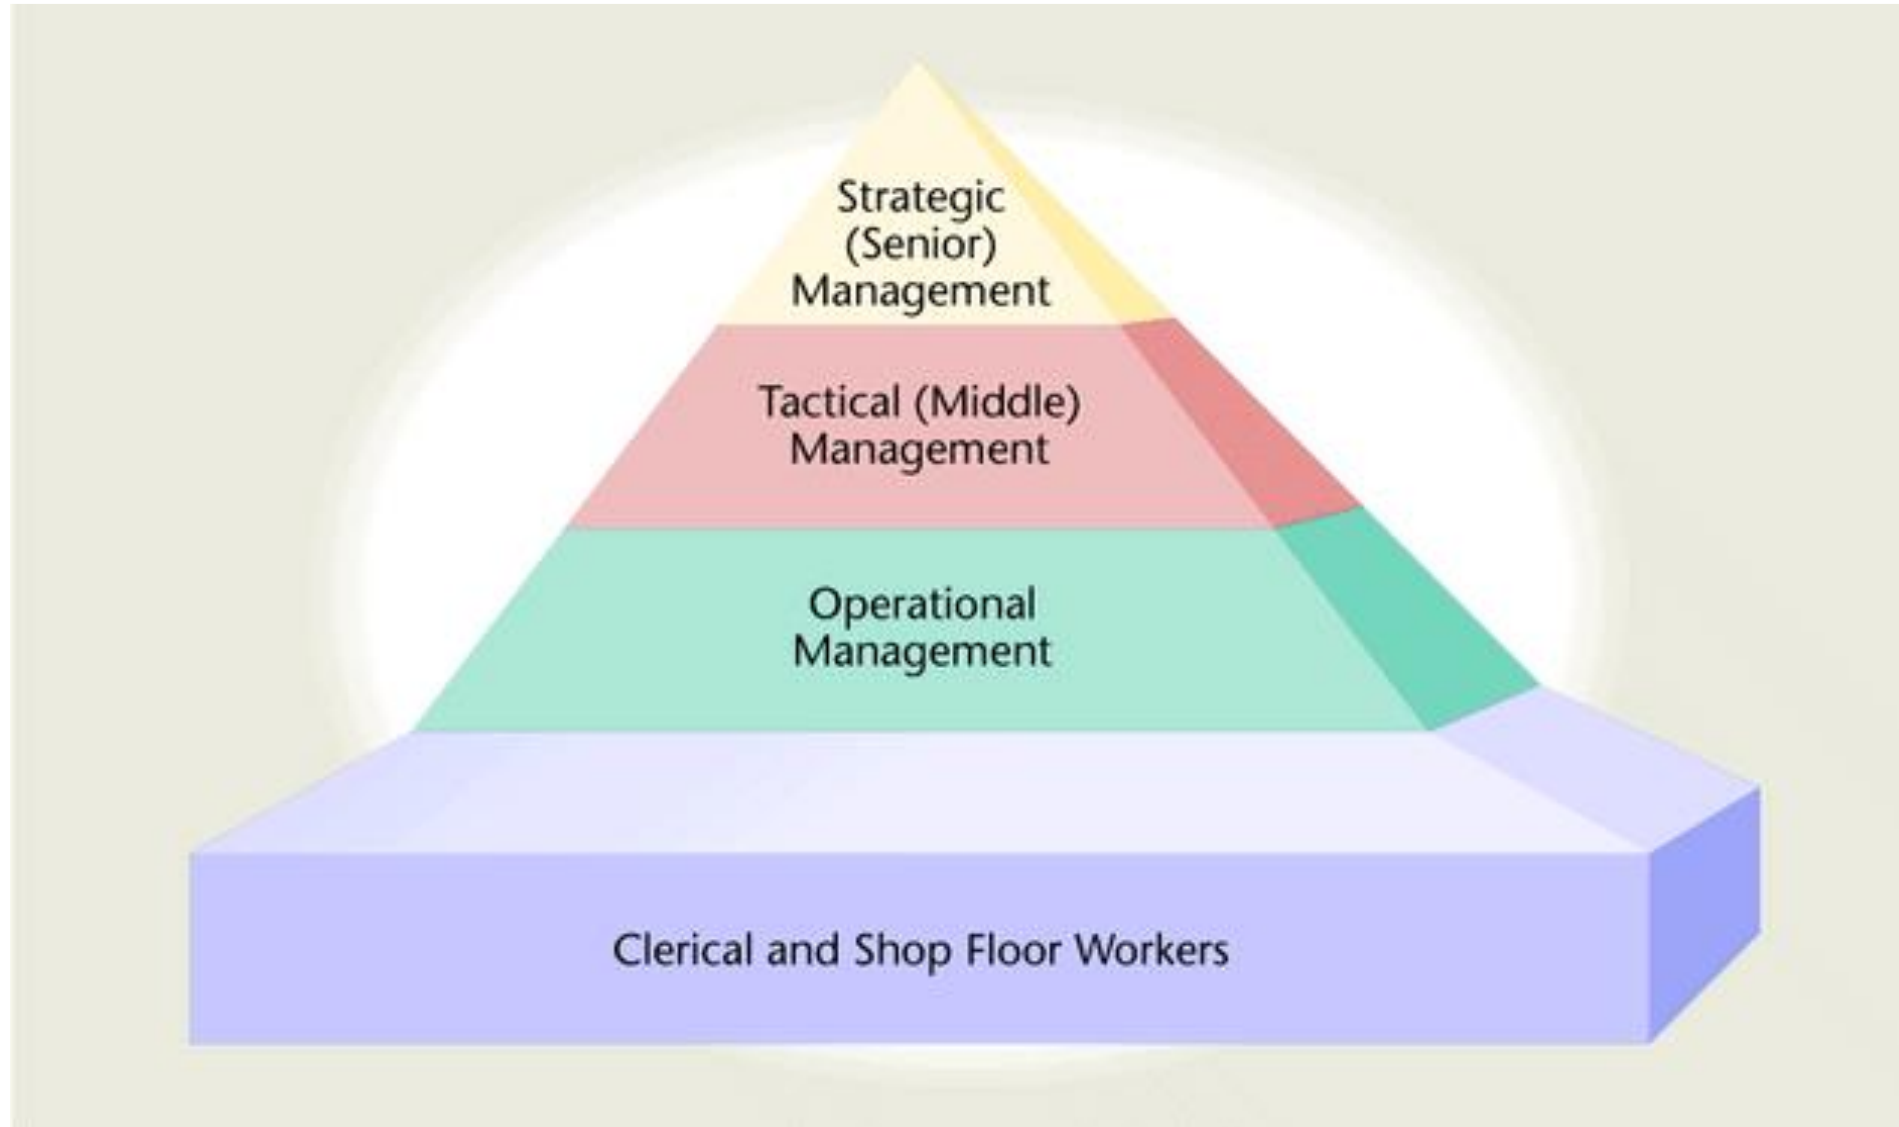 Strategic
(Senior)
Management
Tactical (Middle)
Management
Operational
Management
Clerical and Shop Floor Workers